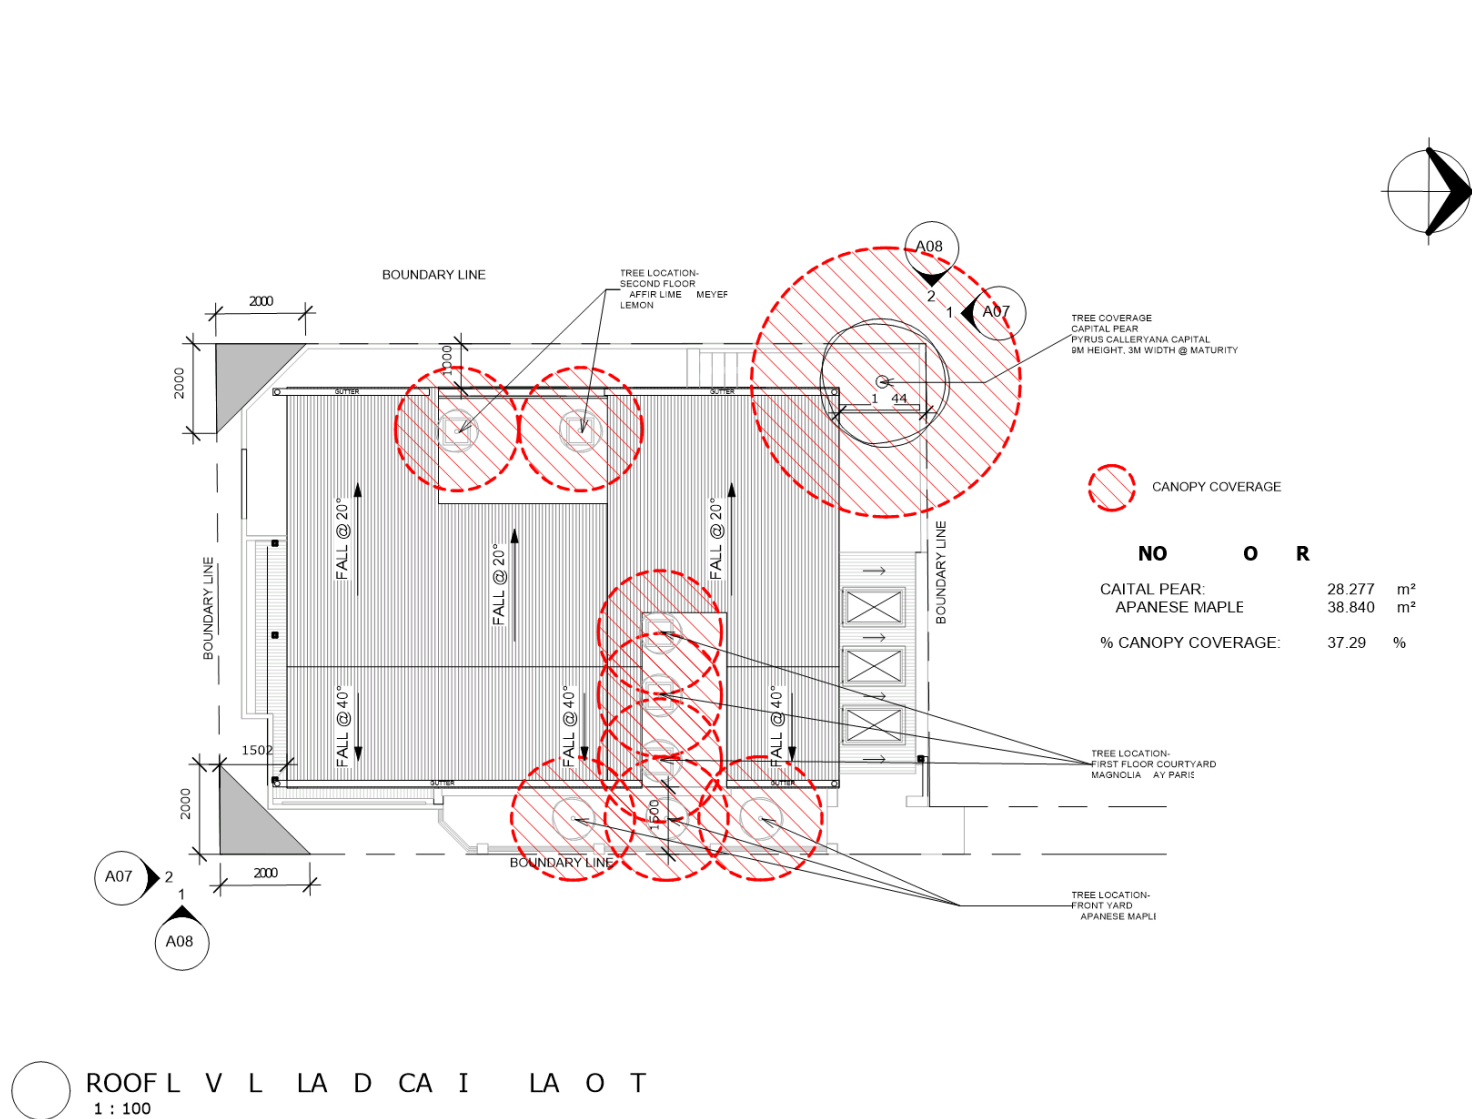 A08
2
1
A07
BOUNDARY LINE
TREE LOCATION-
SECOND FLOOR
AFFIR LIME MEYER
LEMON
2000
2000
1000
TREE COVERAGE
CAPITAL PEAR
PYRUS CALLERYANA CAPITAL
9M HEIGHT, 3M WIDTH @ MATURITY
GUTTER
GUTTER
1 44
CANOPY COVERAGE
FALL @ 20°
FALL @ 20°
FALL @ 20°
BOUNDARY LINE
BOUNDARY LINE
NO O R
CAITAL PEAR: 28.277 m²
APANESE MAPLE 38.840 m²
% CANOPY COVERAGE: 37.29 %
FALL @ 40°
FALL @ 40°
FALL @ 40°
1502
TREE LOCATION-
FIRST FLOOR COURTYARD
MAGNOLIA AY PARIS
GUTTER
GUTTER
2000
1500
BOUNDARY LINE
2000
A07
2
1
A08
TREE LOCATION-
FRONT YARD
APANESE MAPLE
ROOF L V L LA D CA I LA O T
1 : 100